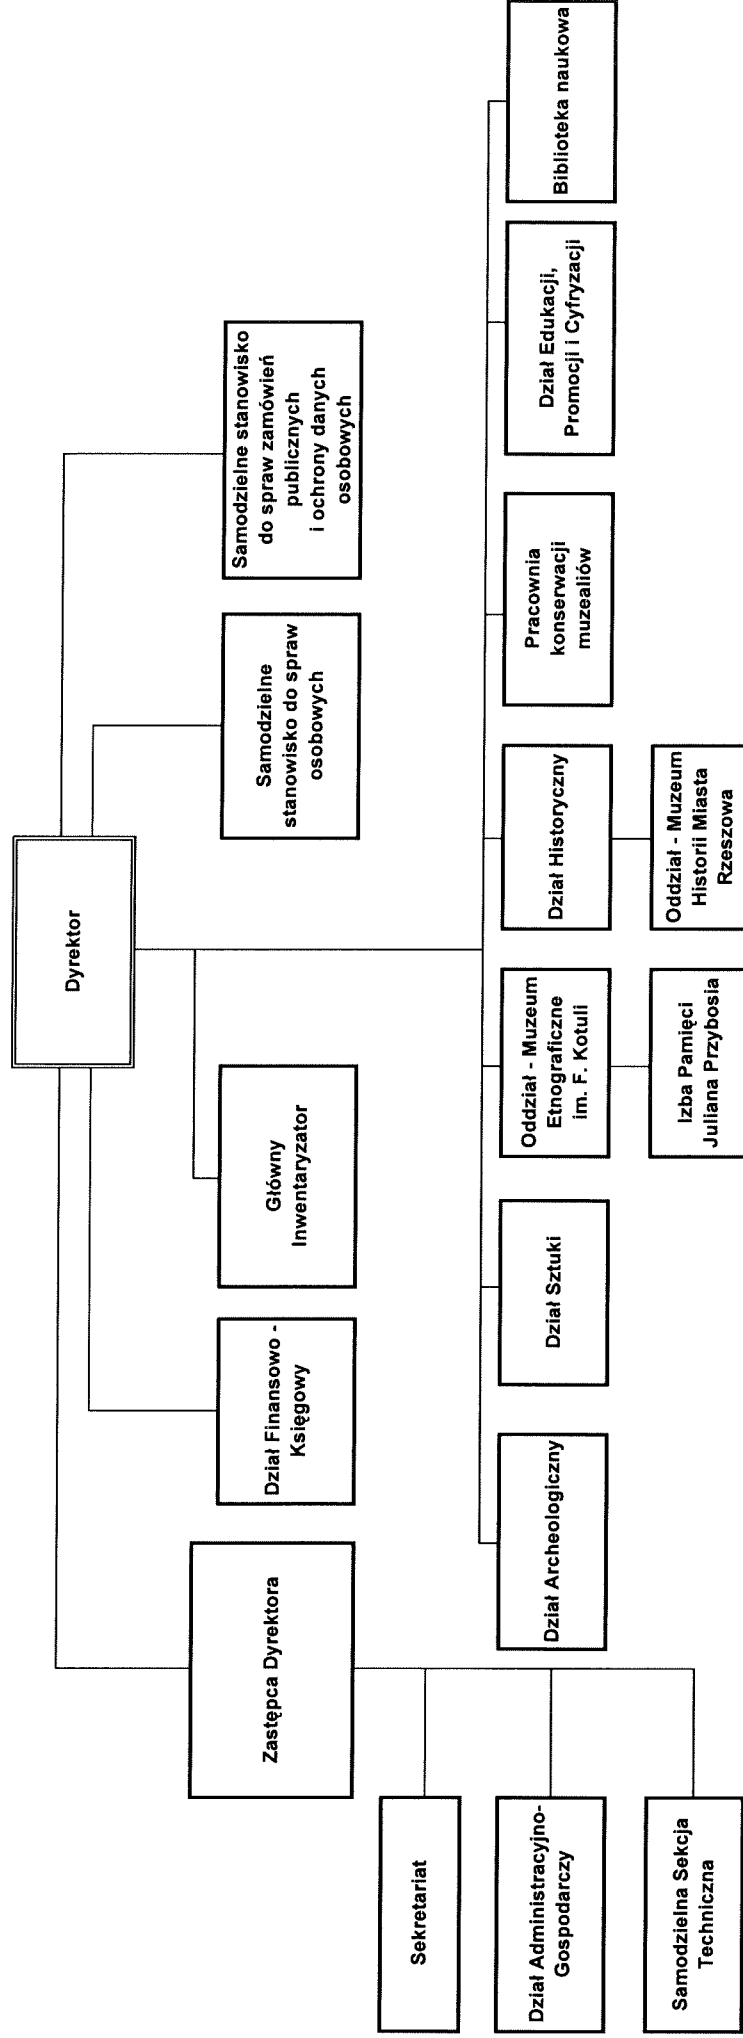 Dyrektor
Zastępca Dyrektora
Dział Finansowo -
Księgowy
Główny
Inwentaryzator
Samodzielne
stanowisko do spraw
osobowych
Samodzielne stanowisko
do spraw zamówień
publicznych
i ochrony danych
osobowych
Sekretariat
Dział Administracyjno-
Gospodarczy
Samodzielna Sekcja
Techniczna
Dział Archeologiczny
Dział Sztuki
Oddział - Muzeum
Etnograficzne
im. F. Kotuli
Dział Historyczny
Pracownia
konserwacji
muzealiów
Dział Edukacji,
Promocji i Cyfryzacji
Biblioteka naukowa
Izba Pamięci
Juliana Przybosia
Oddział - Muzeum
Historii Miasta
Rzeszowa